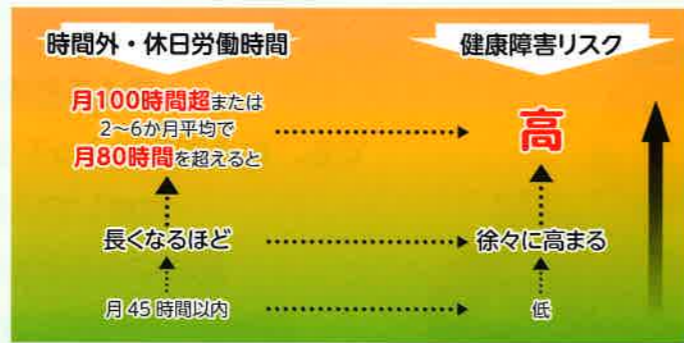 時間外・休日労働時間
健康障害リスク
月100時間超または
2〜6か月平均で
月80時間を超えると
高
長くなるほど
徐々に高まる
月45時間以内
低